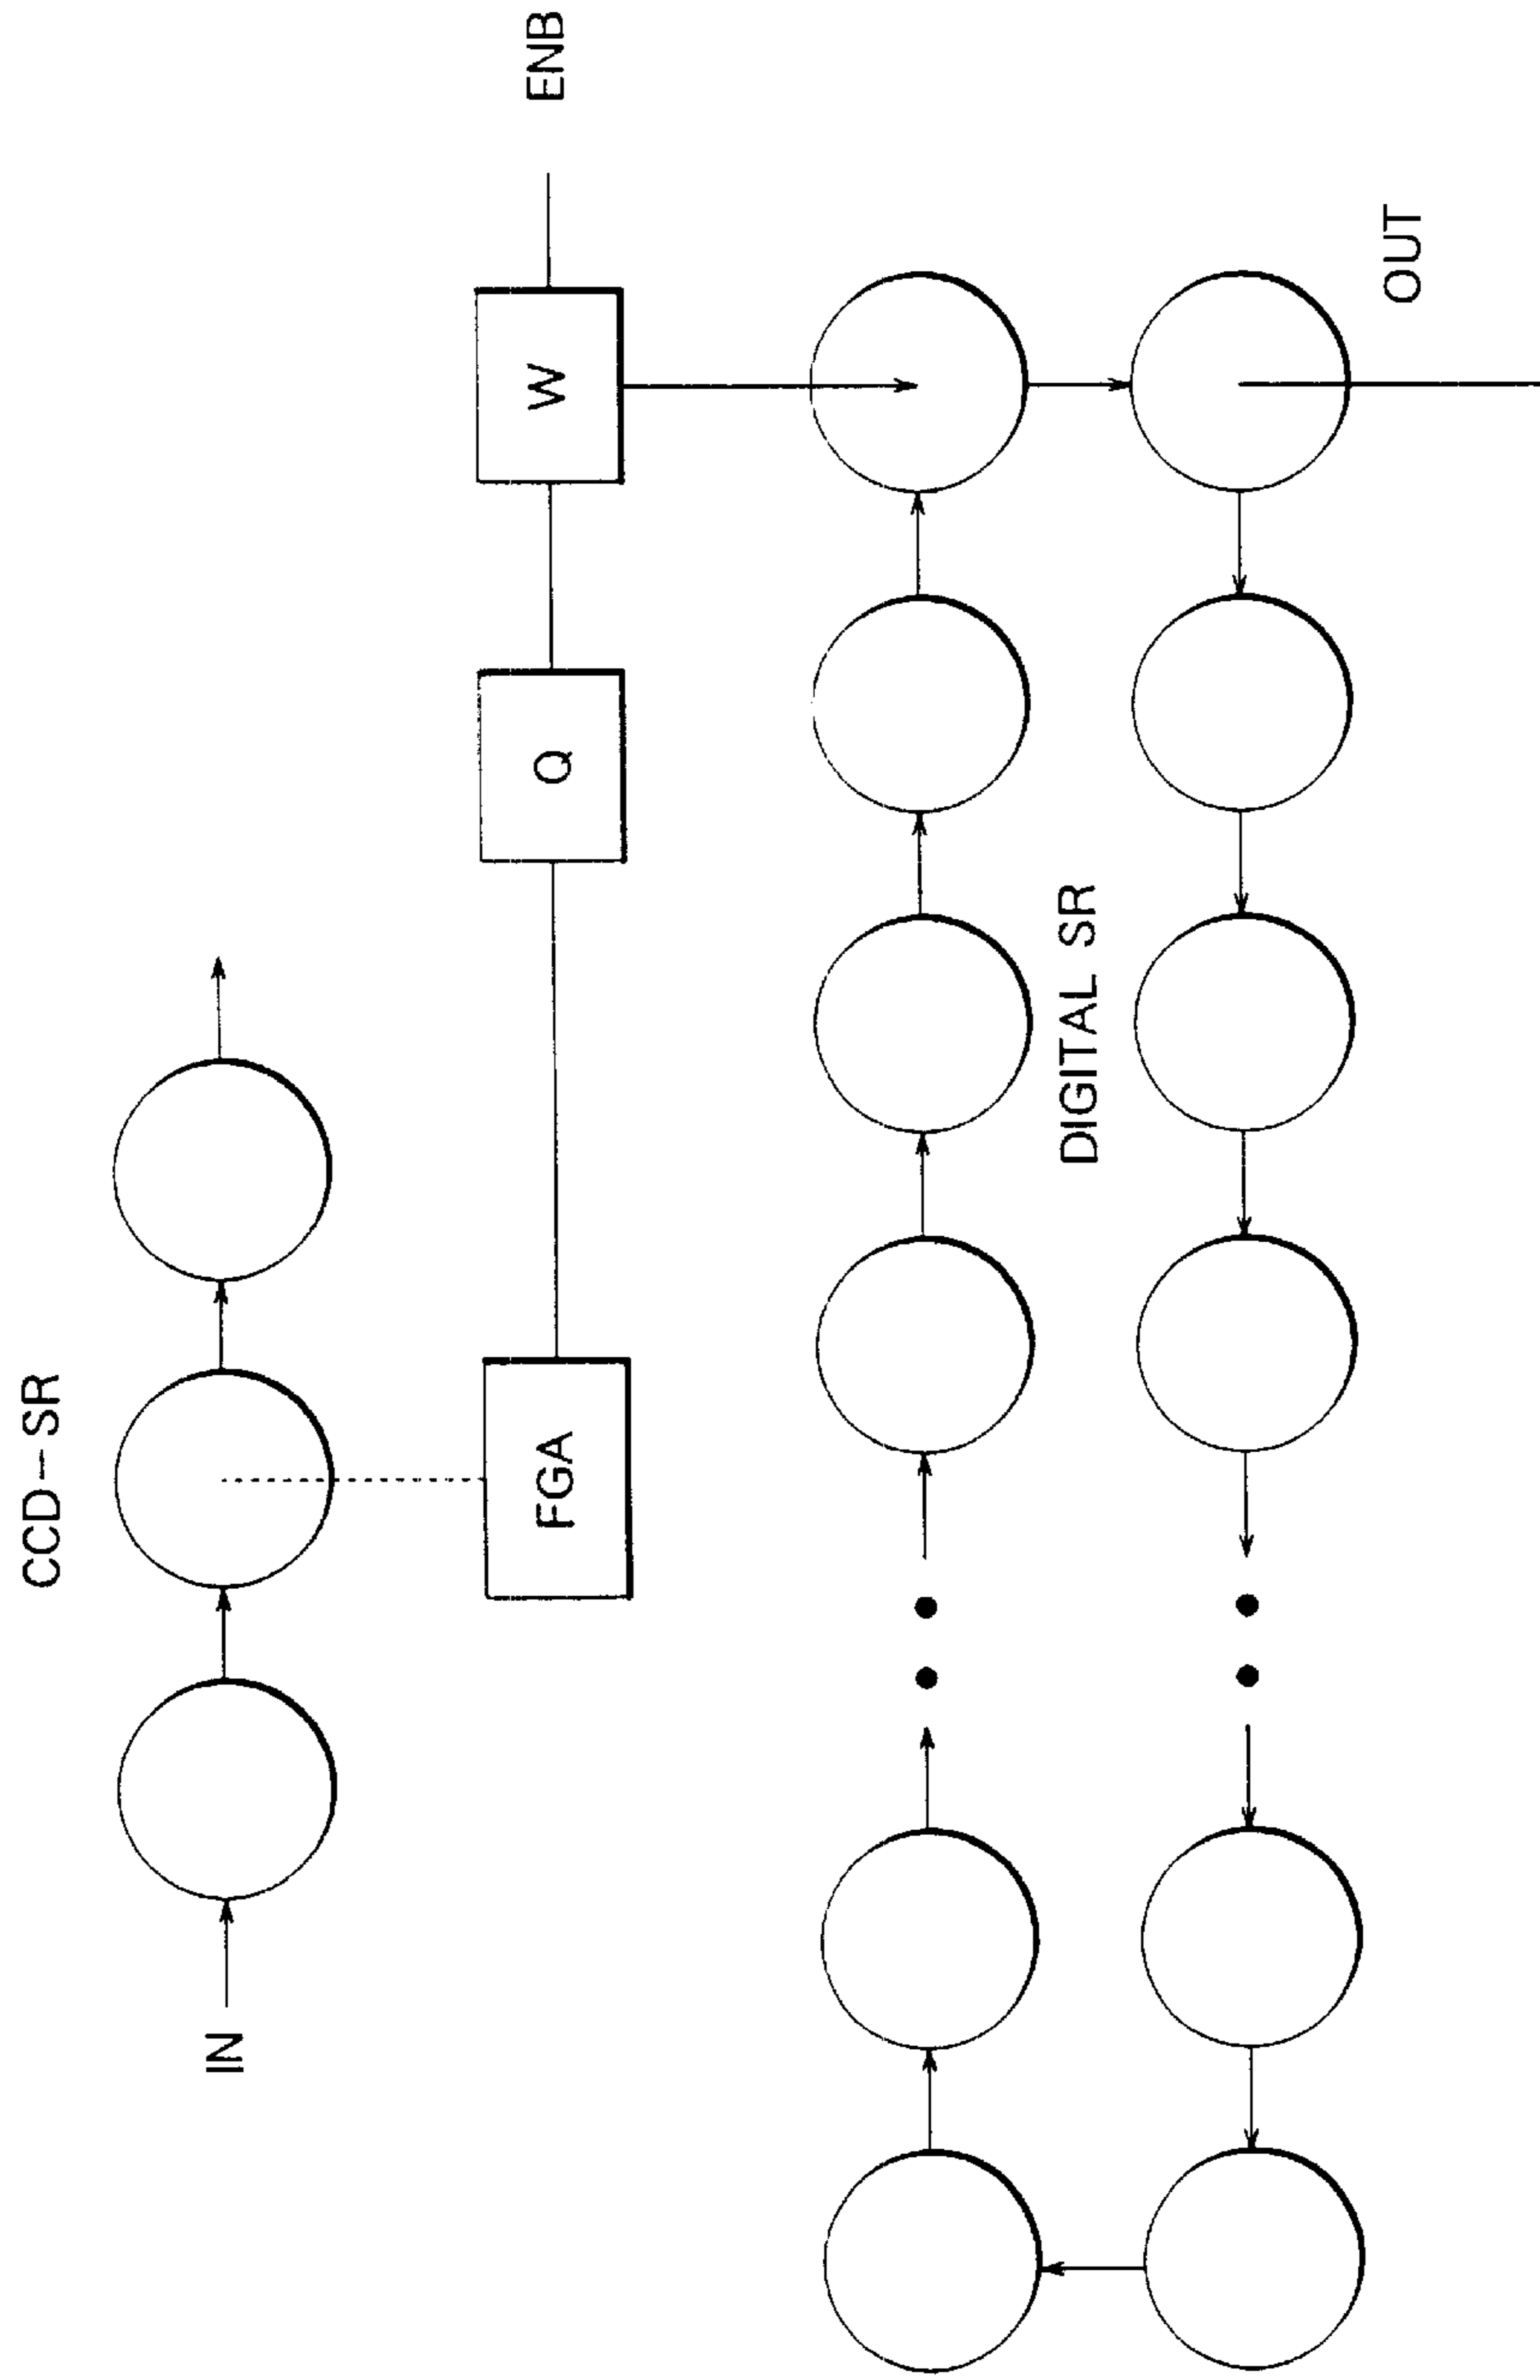 CCD-SR
IN
FGA
Q
W
ENB
DIGITAL SR
OUT